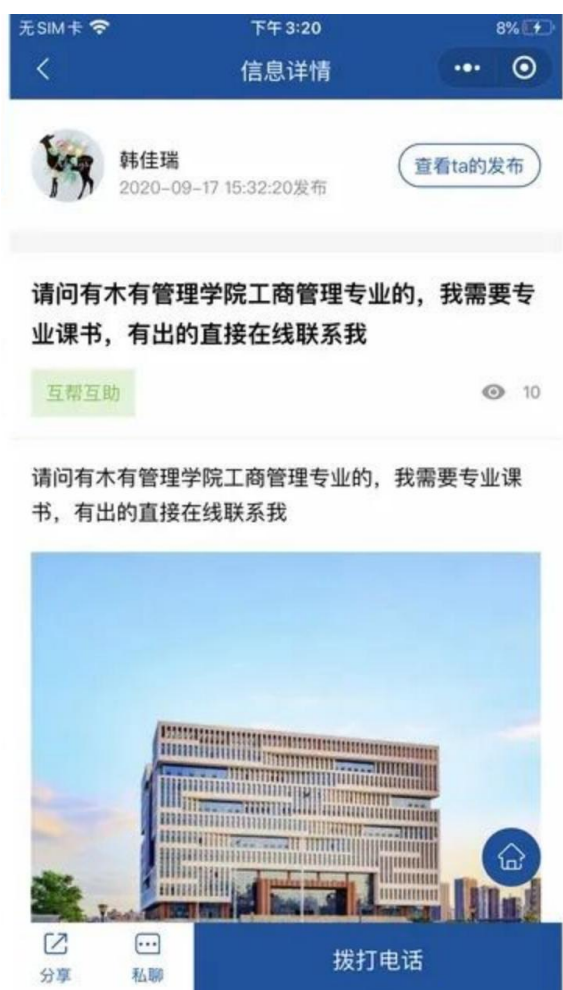 无SIM卡 下午3:20 8%
信息详情
韩佳瑞
查看ta的发布
2020-09-17 15:32:20发布
请问有木有管理学院工商管理专业的，我需要专
业课书，有出的直接在线联系我
互帮互助 10
请问有木有管理学院工商管理专业的，我需要专业课
书，有出的直接在线联系我
分享 私聊 拨打电话